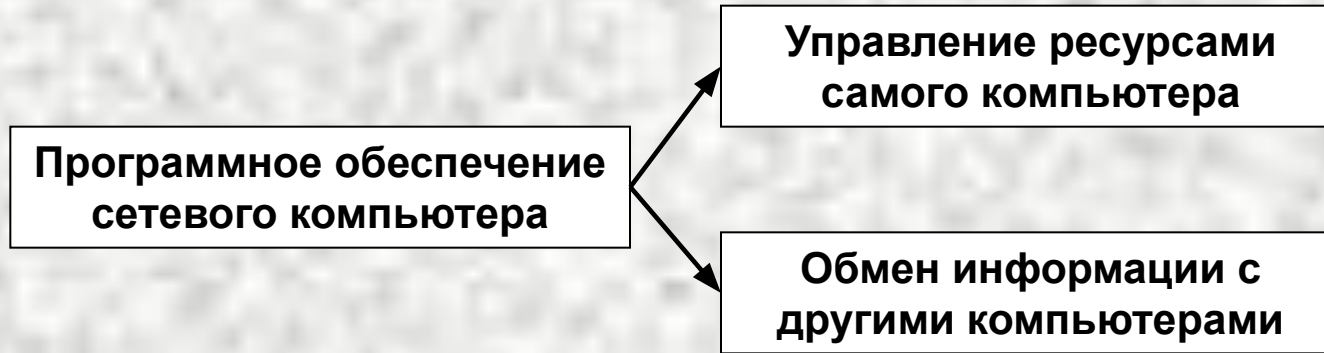 Управление ресурсами
самого компьютера
Программное обеспечение
сетевого компьютера
Обмен информации с
другими компьютерами